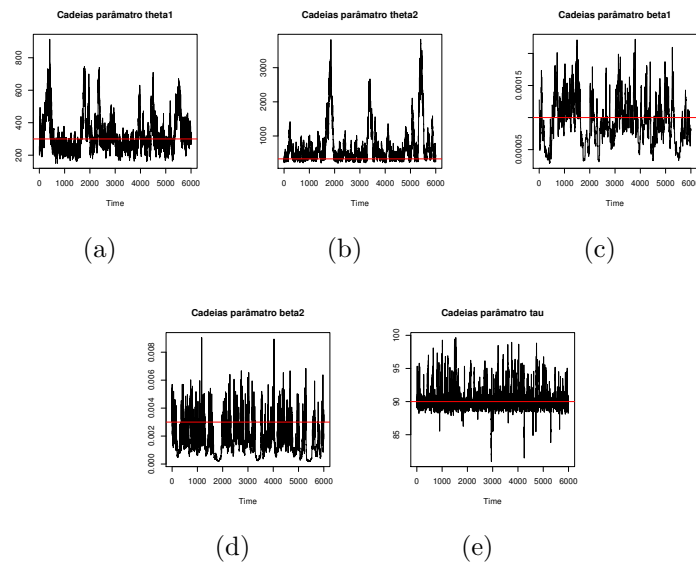 Cadeias parâmatro theta1
200 400 600 800
0 1000 2000 3000 4000 5000 6000
Time
(a)
Cadeias parâmatro theta2
1000 2000 3000
0 1000 2000 3000 4000 5000 6000
Time
(b)
Cadeias parâmatro beta1
0.00005 0.00015
0 1000 2000 3000 4000 5000 6000
Time
(c)
Cadeias parâmatro beta2
0.000 0.002 0.004 0.006 0.008
0 1000 2000 3000 4000 5000 6000
Time
(d)
Cadeias parâmatro tau
85 90 95 100
0 1000 2000 3000 4000 5000 6000
Time
(e)